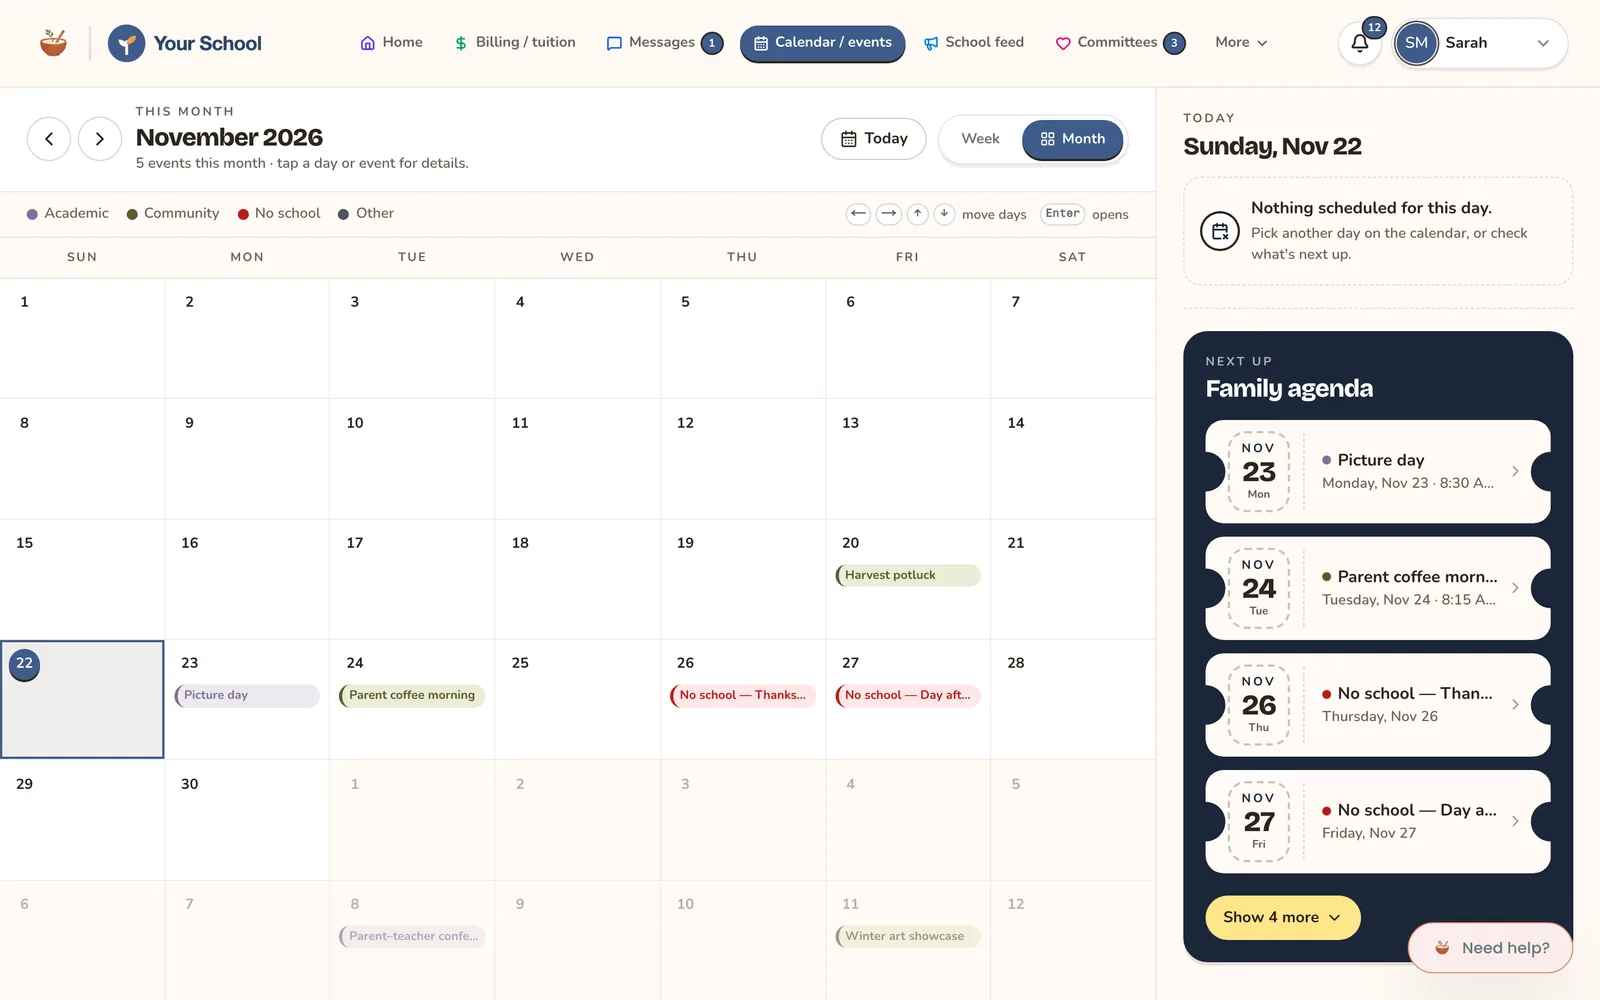 Your School
Home
Billing / tuition
Messages 1
Calendar / events
School feed
Committees 3
More
12
SM Sarah
THIS MONTH
November 2026
5 events this month · tap a day or event for details.
Today
Week
Month
Academic
Community
No school
Other
← → ↑ ↓ move days Enter opens
SUN MON TUE WED THU FRI SAT
1 2 3 4 5 6 7
8 9 10 11 12 13 14
15 16 17 18 19 20 21
Harvest potluck
22 23 24 25 26 27 28
Picture day
Parent coffee morning
No school — Thanks...
No school — Day aft...
29 30 1 2 3 4 5
6 7 8 9 10 11 12
Parent–teacher confe...
Winter art showcase
TODAY
Sunday, Nov 22
Nothing scheduled for this day.
Pick another day on the calendar, or check
what's next up.
NEXT UP
Family agenda
NOV
23
Mon
Picture day
Monday, Nov 23 · 8:30 A...
NOV
24
Tue
Parent coffee morn...
Tuesday, Nov 24 · 8:15 A...
NOV
26
Thu
No school — Than...
Thursday, Nov 26
NOV
27
Fri
No school — Day a...
Friday, Nov 27
Show 4 more
Need help?